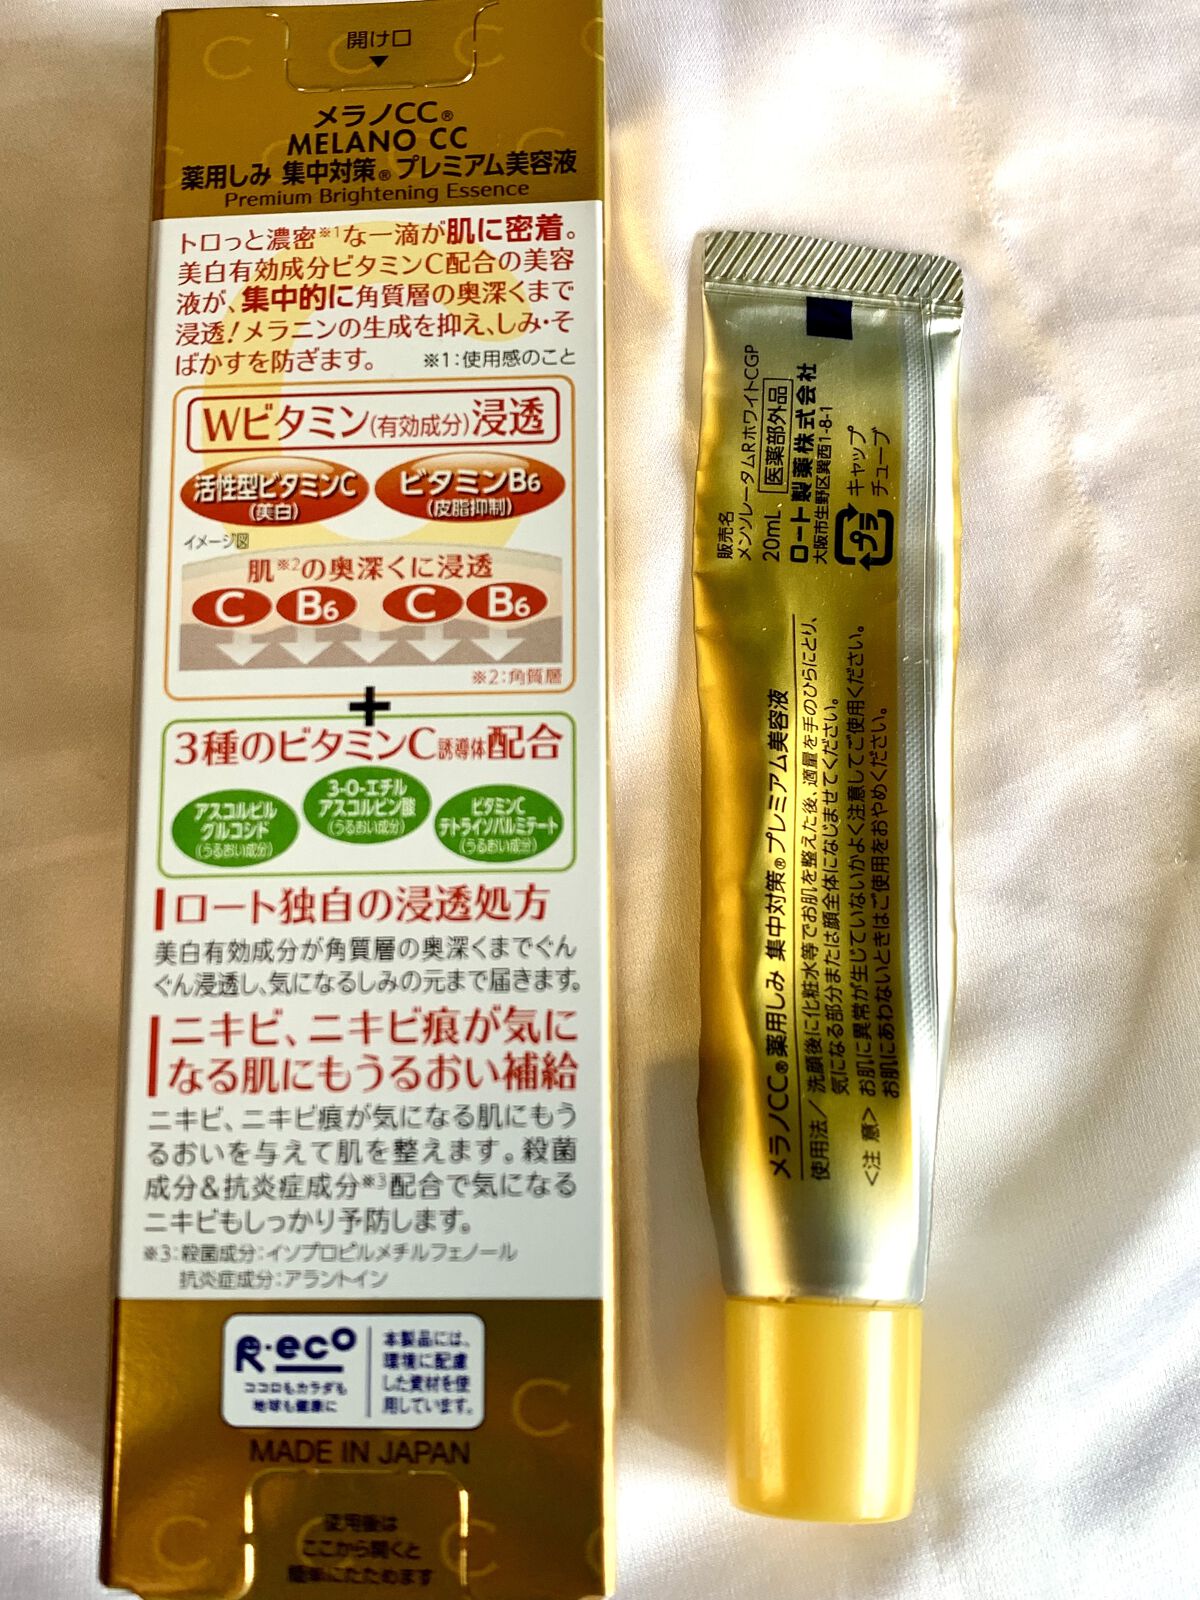 開け口
▼
メラノCC®
MELANO CC
薬用しみ 集中対策® プレミアム美容液
Premium Brightening Essence
トロっと濃密※1な一滴が肌に密着。
美白有効成分ビタミンC配合の美容
液が、集中的に角質層の奥深くまで
浸透!メラニンの生成を抑え、しみ・そ
ばかすを防ぎます。 ※1:使用感のこと
Wビタミン(有効成分)浸透
活性型ビタミンC
(美白)
ビタミンB6
(皮脂抑制)
イメージ図
肌※2の奥深くに浸透
C B6 C B6
※2:角質層
+
3種のビタミンC誘導体配合
アスコルビル
グルコシド
(うるおい成分)
3-O-エチル
アスコルビン酸
(うるおい成分)
ビタミンC
テトライソパルミテート
(うるおい成分)
ロート独自の浸透処方
美白有効成分が角質層の奥深くまでぐん
ぐん浸透し、気になるしみの元まで届きます。
ニキビ、ニキビ痕が気に
なる肌にもうるおい補給
ニキビ、ニキビ痕が気になる肌にもう
るおいを与えて肌を整えます。殺菌
成分&抗炎症成分※3配合で気になる
ニキビもしっかり予防します。
※3:殺菌成分:イソプロピルメチルフェノール
抗炎症成分:アラントイン
R・eco
ココロもカラダも
地球も健康に
本製品には、
環境に配慮
した資材を使
用しています。
MADE IN JAPAN
使用後は
ここから開くと
簡単にたためます
メラノCC®薬用しみ 集中対策® プレミアム美容液
使用法/洗顔後に化粧水等でお肌を整えた後、適量を手のひらにとり、
気になる部分または顔全体になじませてください。
<注 意>お肌に異常が生じていないかよく注意してご使用ください。
お肌にあわないときはご使用をおやめください。
販売名
メンソレータムRホワイトCGP
20mL 医薬部外品
ロート製薬株式会社
大阪市生野区巽西1-8-1
プラ
キャップ
チューブ